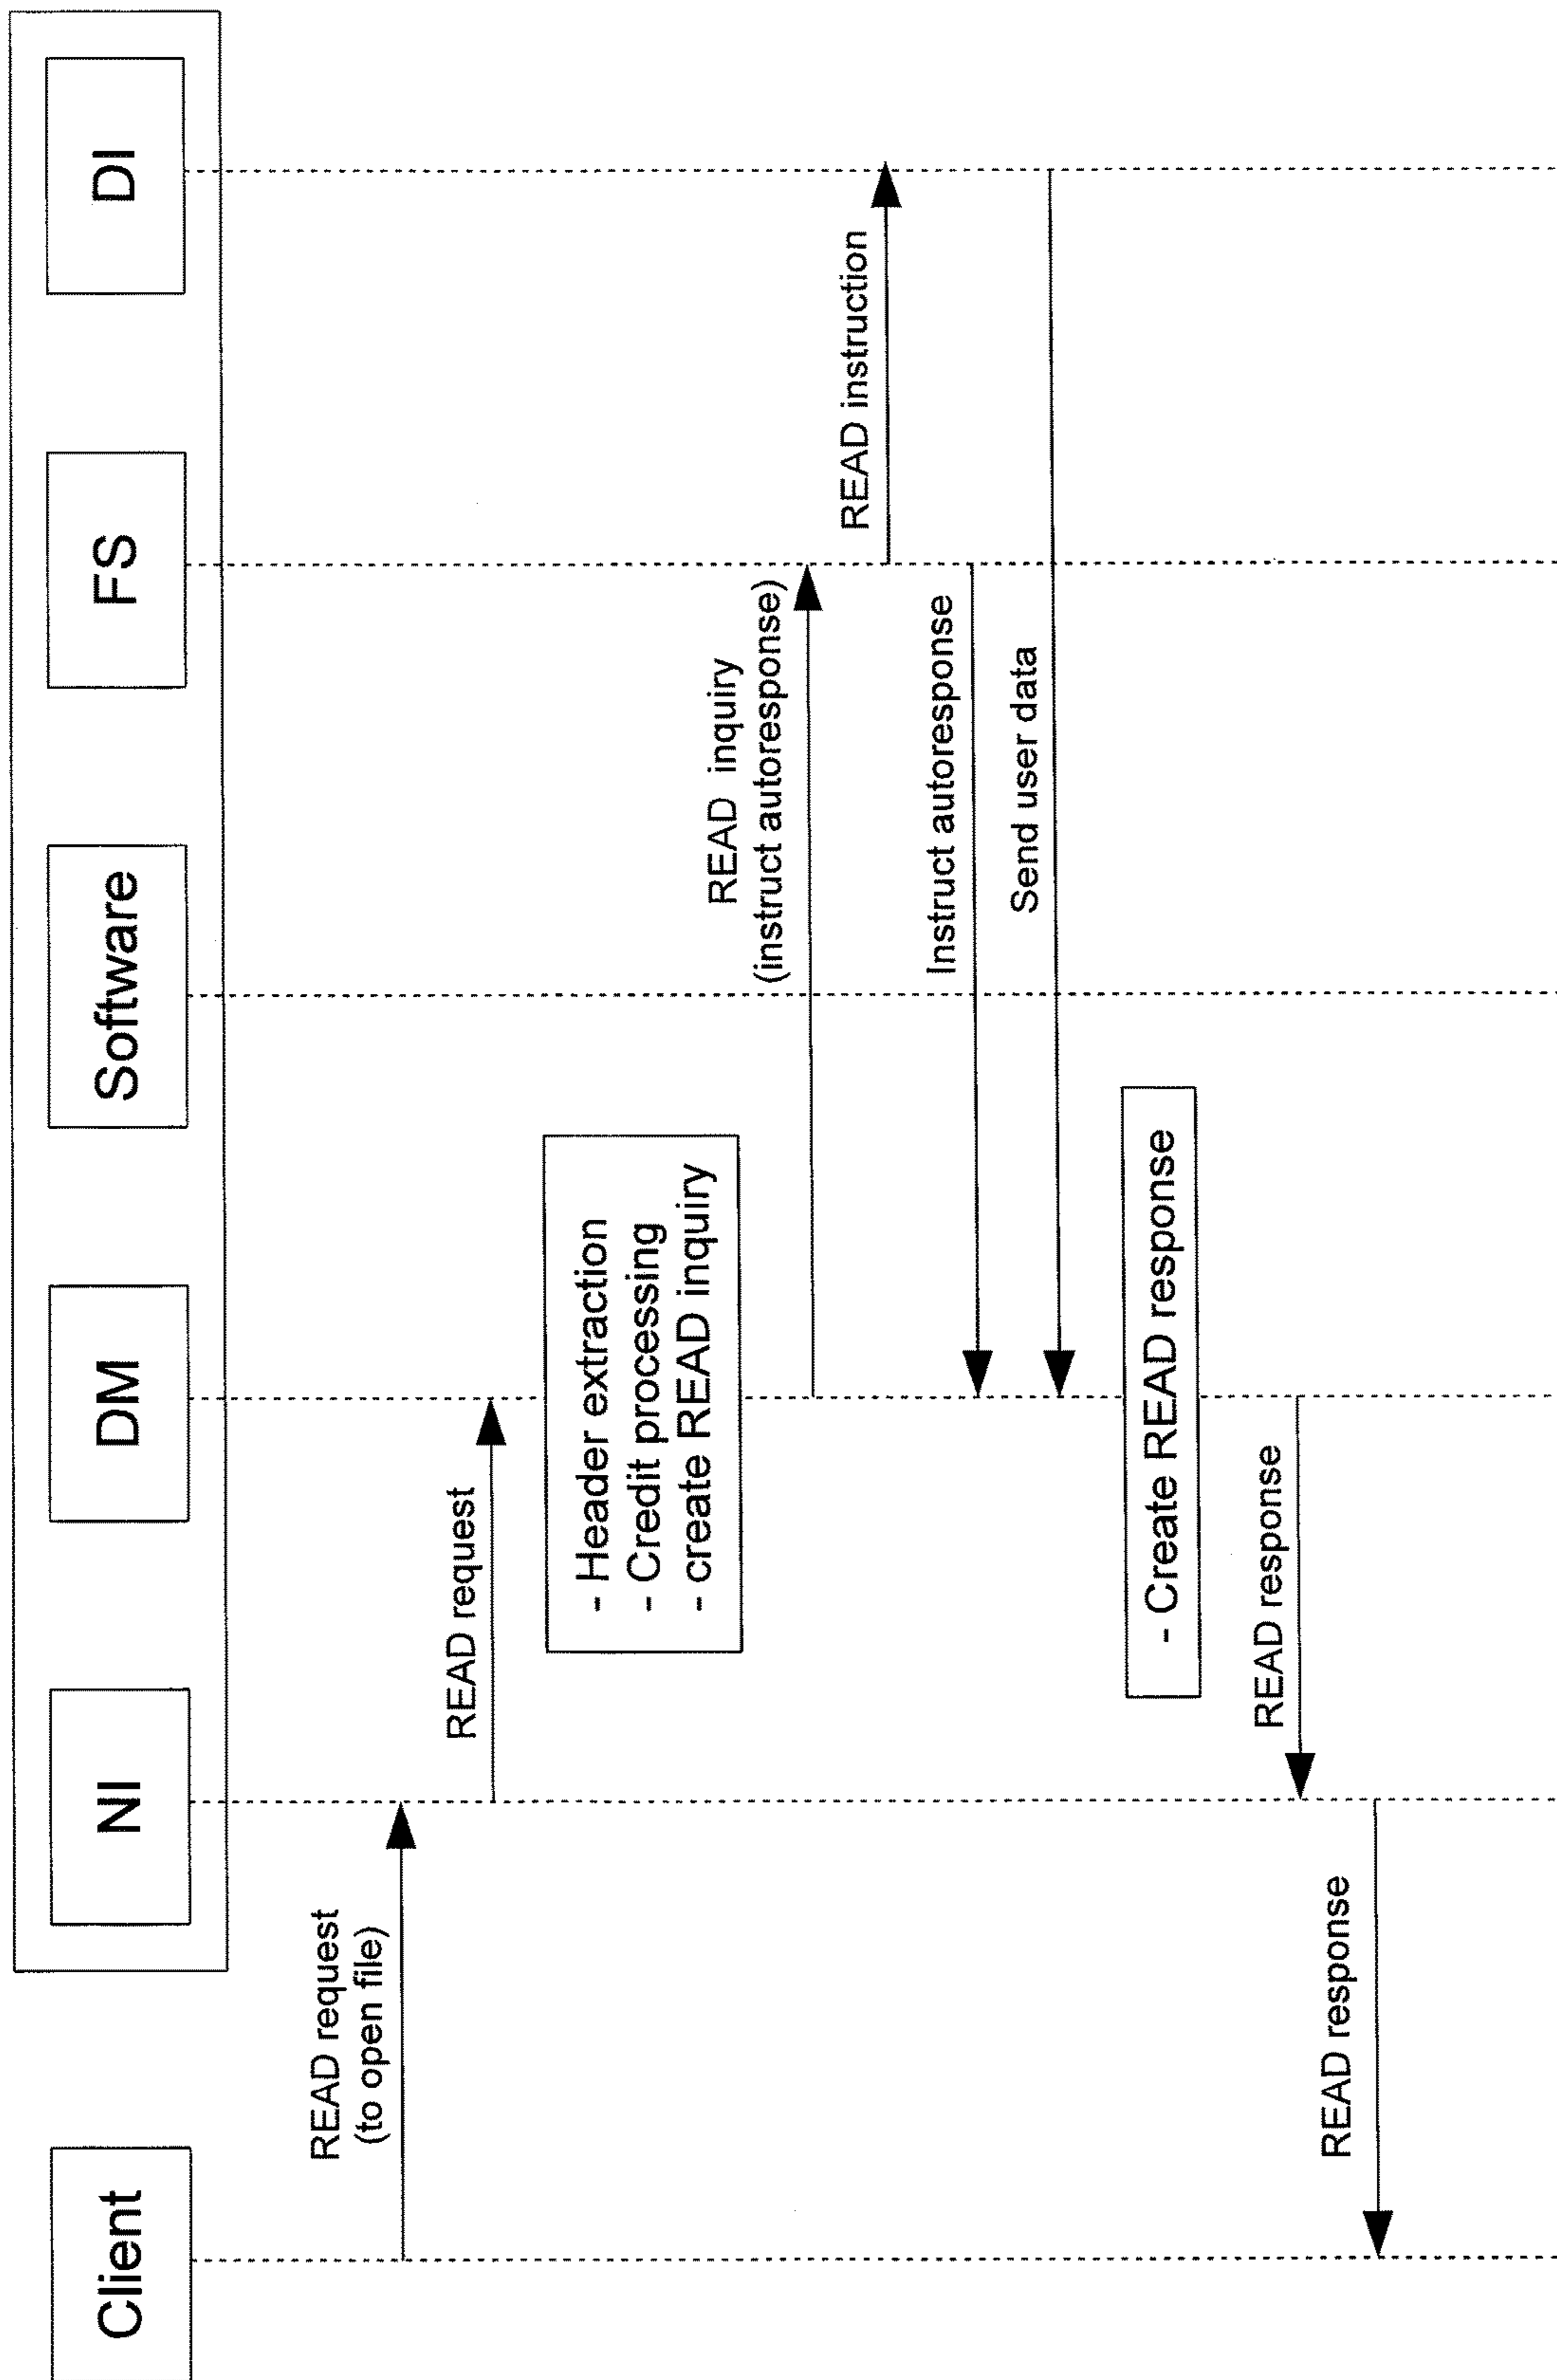 Client
NI
DM
Software
FS
DI
READ request
(to open file)
READ request
- Header extraction
- Credit processing
- create READ inquiry
READ inquiry
(instruct autoresponse)
READ instruction
Instruct autoresponse
Send user data
- Create READ response
READ response
READ response